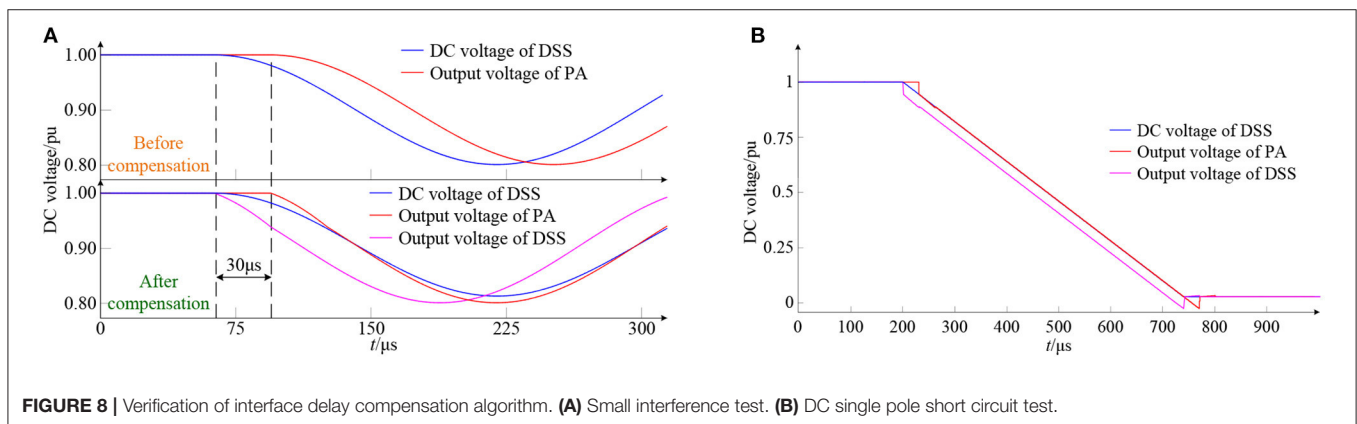 A
1.00
0.90
0.80
DC voltage of DSS
Output voltage of PA
Before
compensation
1.00
0.90
0.80
DC voltage of DSS
Output voltage of PA
Output voltage of DSS
30μs
After
compensation
DC voltage/pu
0
75
150
225
300
t/μs
B
1
0.75
0.5
0.25
0
DC voltage/pu
DC voltage of DSS
Output voltage of PA
Output voltage of DSS
0
100
200
300
400
500
600
700
800
900
t/μs
FIGURE 8 | Verification of interface delay compensation algorithm. (A) Small interference test. (B) DC single pole short circuit test.